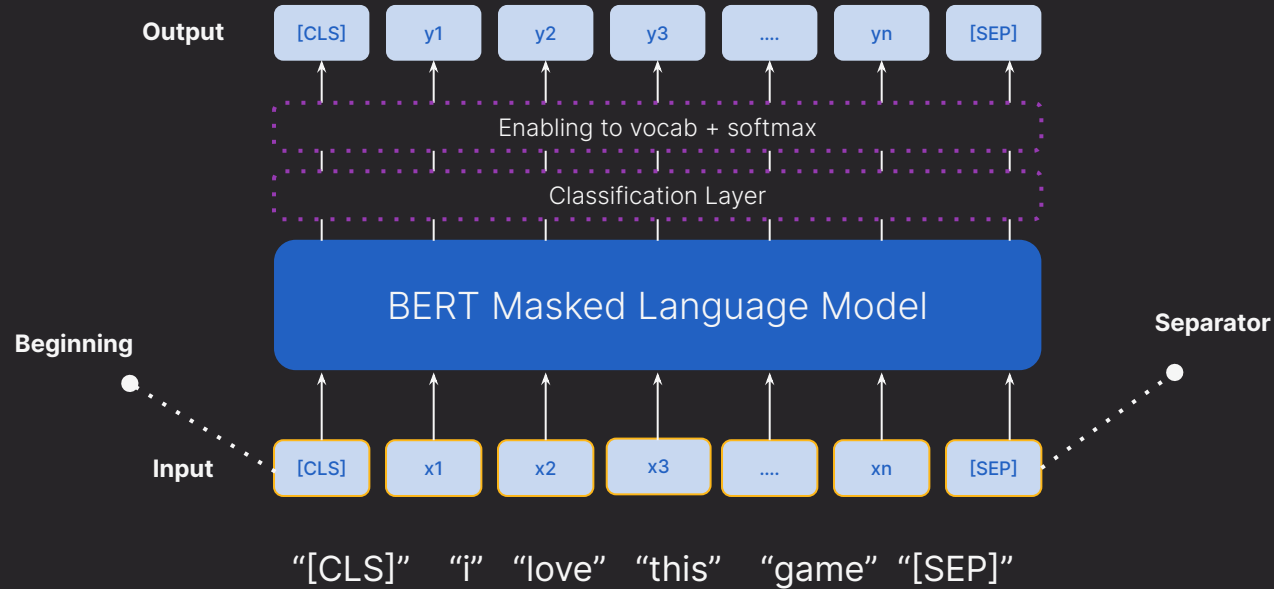 Output
[CLS] y1 y2 y3 .... yn [SEP]
Enabling to vocab + softmax
Classification Layer
BERT Masked Language Model
Beginning
Separator
Input
[CLS] x1 x2 x3 .... xn [SEP]
“[CLS]” “i” “love” “this” “game” “[SEP]”